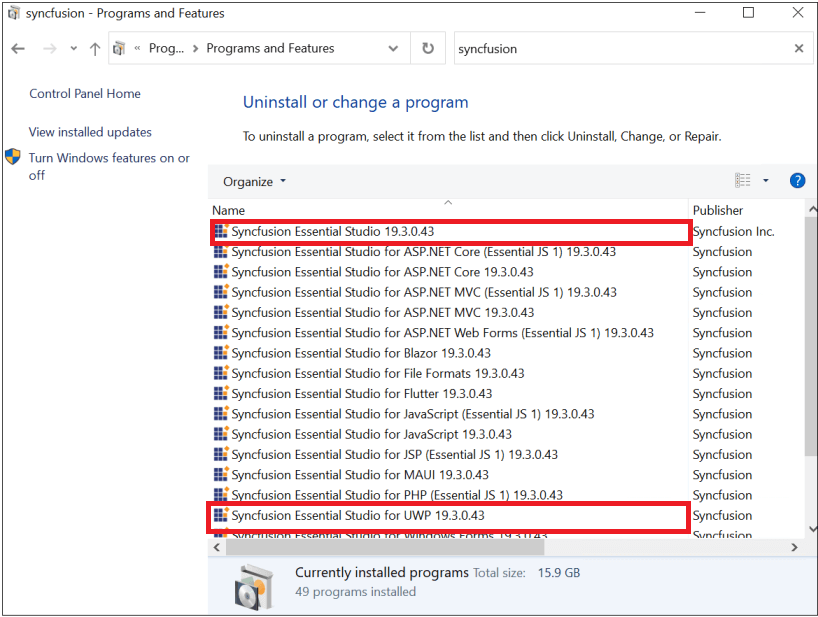 syncfusion - Programs and Features
« Prog... > Programs and Features
syncfusion
Control Panel Home
View installed updates
Turn Windows features on or
off
Uninstall or change a program
To uninstall a program, select it from the list and then click Uninstall, Change, or Repair.
Organize
Name Publisher
Syncfusion Essential Studio 19.3.0.43 Syncfusion Inc.
Syncfusion Essential Studio for ASP.NET Core (Essential JS 1) 19.3.0.43 Syncfusion
Syncfusion Essential Studio for ASP.NET Core 19.3.0.43 Syncfusion
Syncfusion Essential Studio for ASP.NET MVC (Essential JS 1) 19.3.0.43 Syncfusion
Syncfusion Essential Studio for ASP.NET MVC 19.3.0.43 Syncfusion
Syncfusion Essential Studio for ASP.NET Web Forms (Essential JS 1) 19.3.0.43 Syncfusion
Syncfusion Essential Studio for Blazor 19.3.0.43 Syncfusion
Syncfusion Essential Studio for File Formats 19.3.0.43 Syncfusion
Syncfusion Essential Studio for Flutter 19.3.0.43 Syncfusion
Syncfusion Essential Studio for JavaScript (Essential JS 1) 19.3.0.43 Syncfusion
Syncfusion Essential Studio for JavaScript 19.3.0.43 Syncfusion
Syncfusion Essential Studio for JSP (Essential JS 1) 19.3.0.43 Syncfusion
Syncfusion Essential Studio for MAUI 19.3.0.43 Syncfusion
Syncfusion Essential Studio for PHP (Essential JS 1) 19.3.0.43 Syncfusion
Syncfusion Essential Studio for UWP 19.3.0.43 Syncfusion
Syncfusion Essential Studio for Windows Forms 19.3.0.43 Syncfusion
Currently installed programs Total size: 15.9 GB
49 programs installed